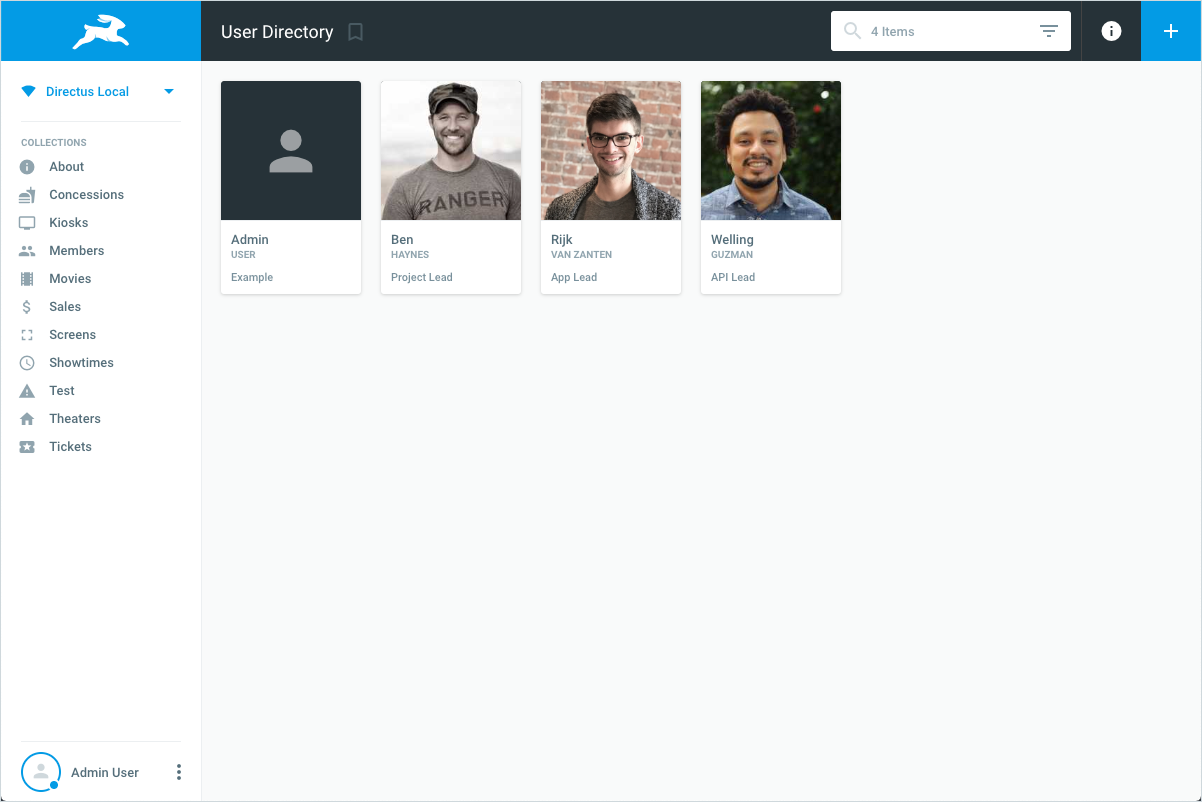 User Directory
4 Items
Directus Local
COLLECTIONS
About
Concessions
Kiosks
Members
Movies
Sales
Screens
Showtimes
Test
Theaters
Tickets
Admin
USER
Example
RANGER
Ben
HAYNES
Project Lead
Rijk
VAN ZANTEN
App Lead
Welling
GUZMAN
API Lead
Admin User